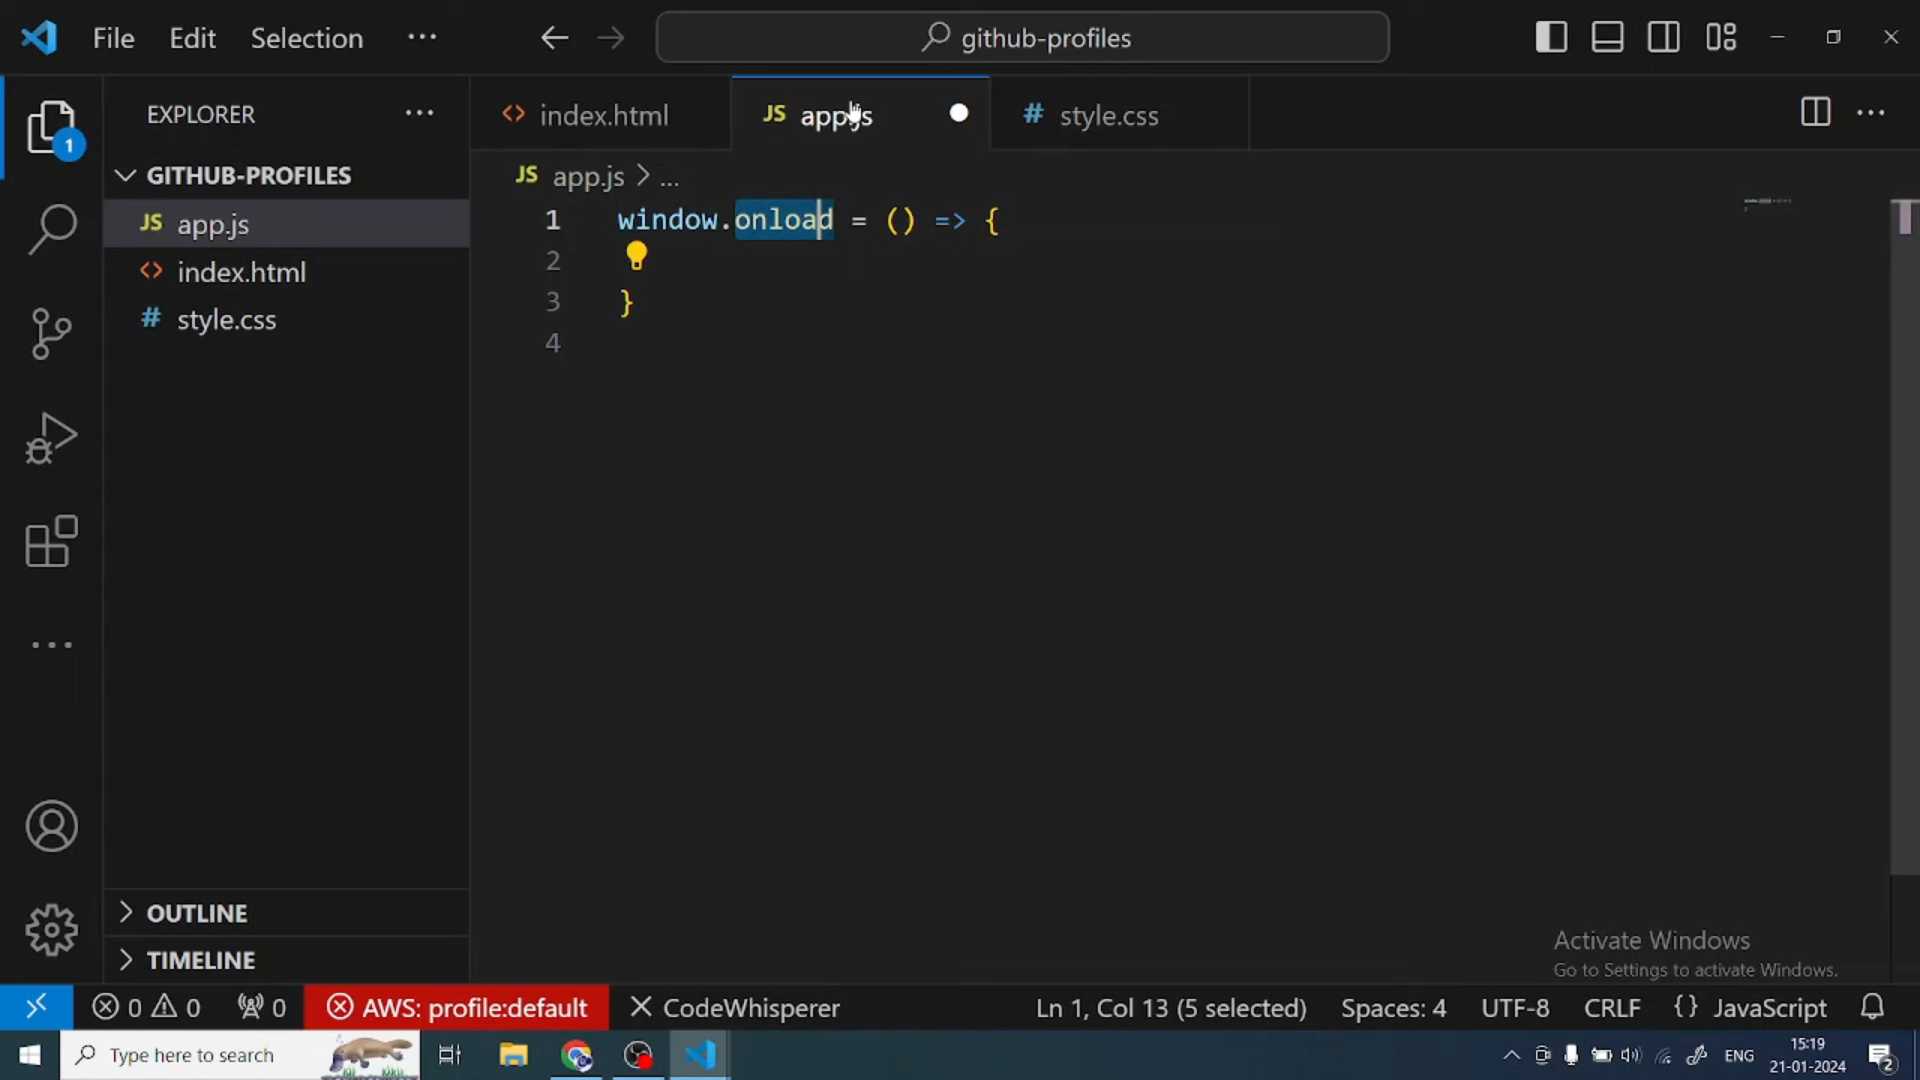 File Edit Selection ··· github-profiles
EXPLORER ···
index.html
JS app.js
# style.css
···
GITHUB-PROFILES
JS app.js
<> index.html
# style.css
JS app.js > ...
1 window.onload = () => {
2
3 }
4
OUTLINE
TIMELINE
Activate Windows
Go to Settings to activate Windows.
0 0 0 AWS: profile:default CodeWhisperer Ln 1, Col 13 (5 selected) Spaces: 4 UTF-8 CRLF {} JavaScript
Type here to search
ENG
15:19
21-01-2024
2
1